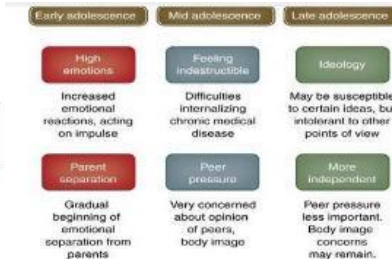 Early adolescence Mid adolescence Late adolescence
High
emotions
Increased
emotional
reactions, acting
on impulse
Feeling
indestructible
Difficulties
internalizing
chronic medical
disease
Ideology
May be susceptible
to certain ideas, but
intolerant to other
points of view
Parent
separation
Gradual
beginning of
emotional
separation from
parents
Peer
pressure
Very concerned
about opinion
of peers,
body image
More
independent
Peer pressure
less important.
Body image
concerns
may remain.